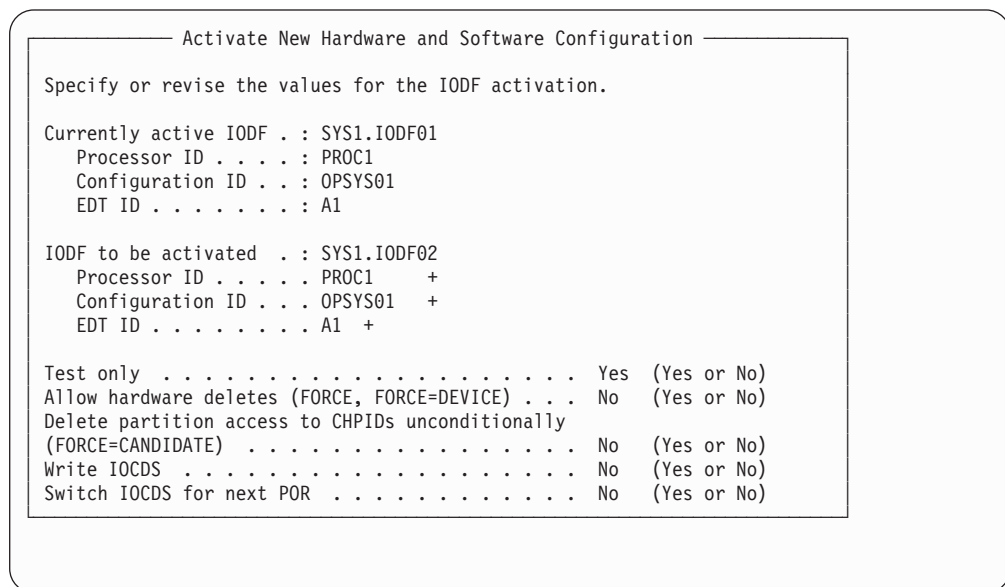 Activate New Hardware and Software Configuration
Specify or revise the values for the IODF activation.
Currently active IODF . : SYS1.IODF01
Processor ID . . . . : PROC1
Configuration ID . . : OPSYS01
EDT ID . . . . . . . : A1
IODF to be activated . : SYS1.IODF02
Processor ID . . . . . PROC1 +
Configuration ID . . . OPSYS01 +
EDT ID . . . . . . . . A1 +
Test only . . . . . . . . . . . . . . . . . . . . Yes (Yes or No)
Allow hardware deletes (FORCE, FORCE=DEVICE) . . . No (Yes or No)
Delete partition access to CHPIDs unconditionally
(FORCE=CANDIDATE) . . . . . . . . . . . . . . . . No (Yes or No)
Write IOCDS . . . . . . . . . . . . . . . . . . . No (Yes or No)
Switch IOCDS for next POR . . . . . . . . . . . . No (Yes or No)